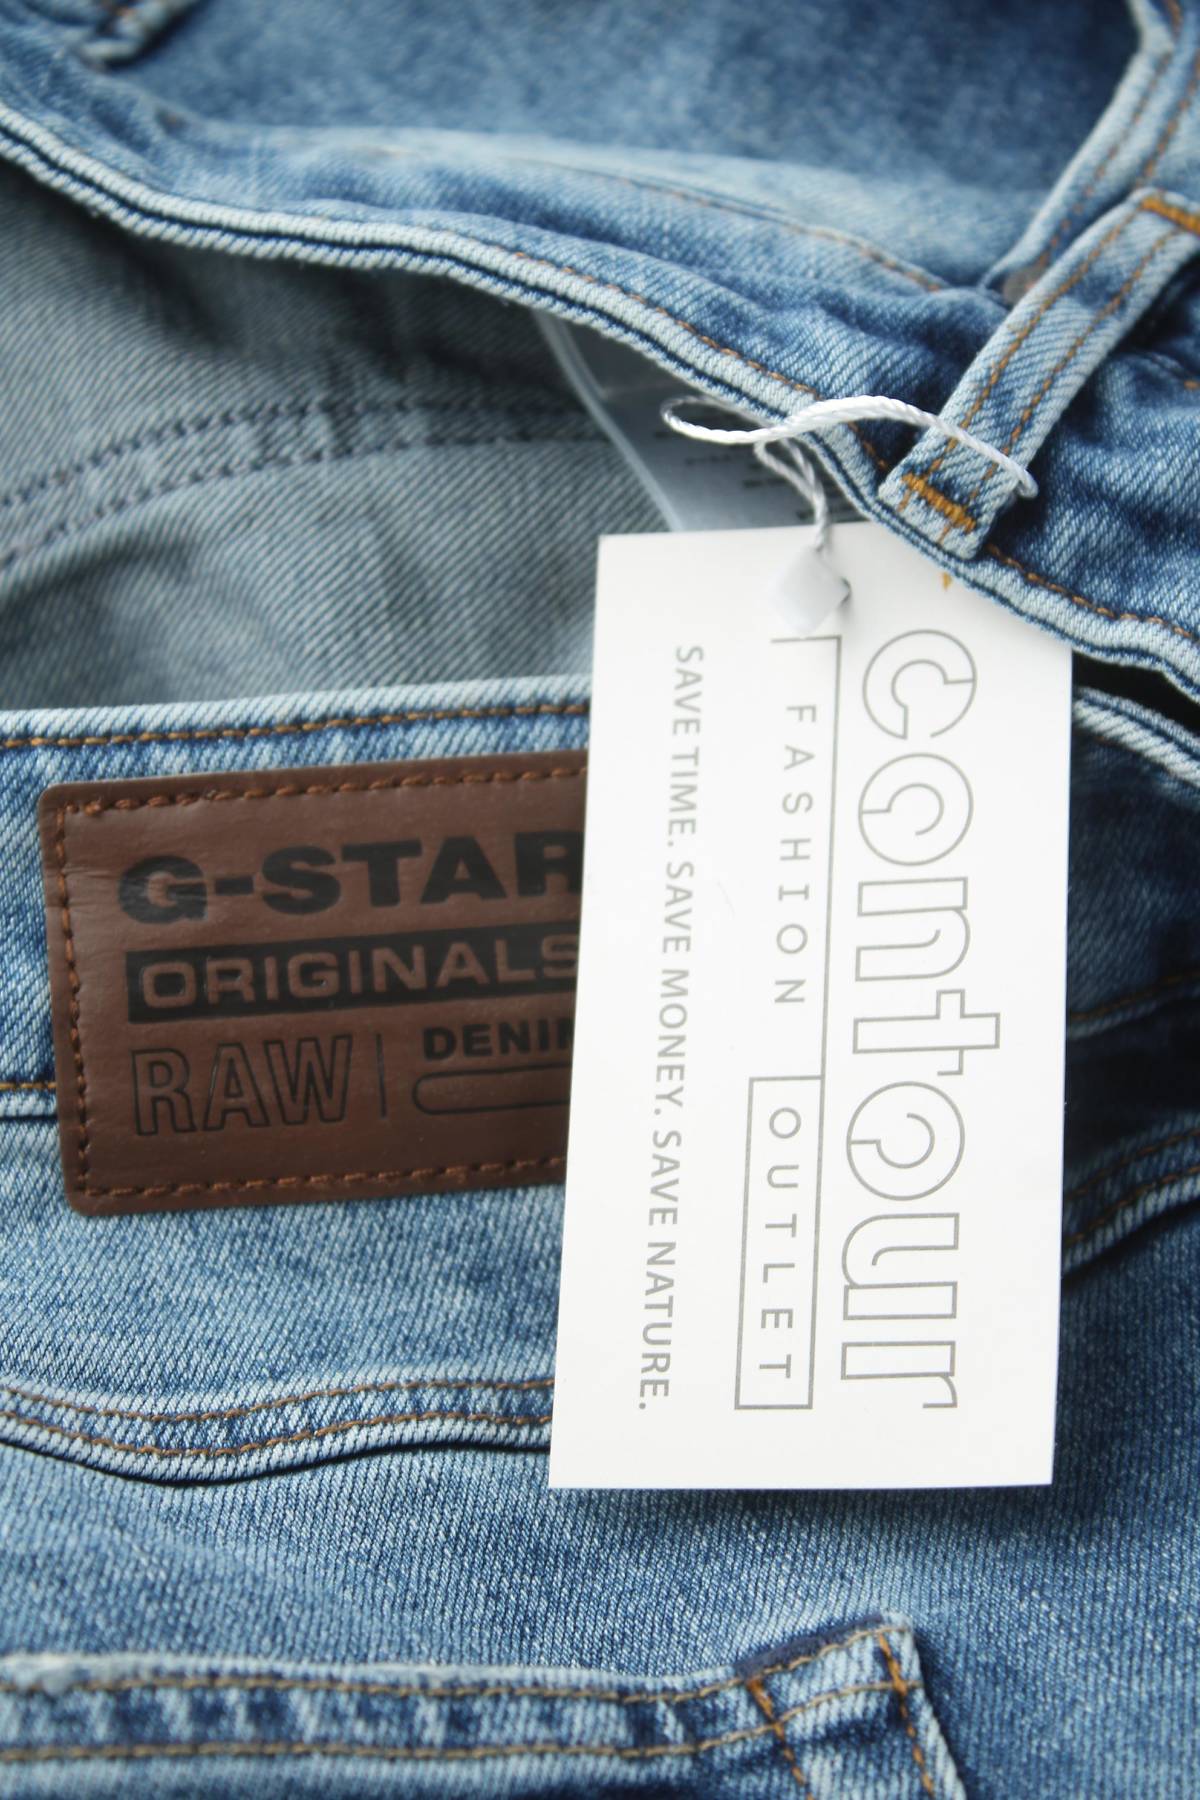 G-STAR
ORIGINALS
RAW
contour
FASHION OUTLET
SAVE TIME. SAVE MONEY. SAVE NATURE.